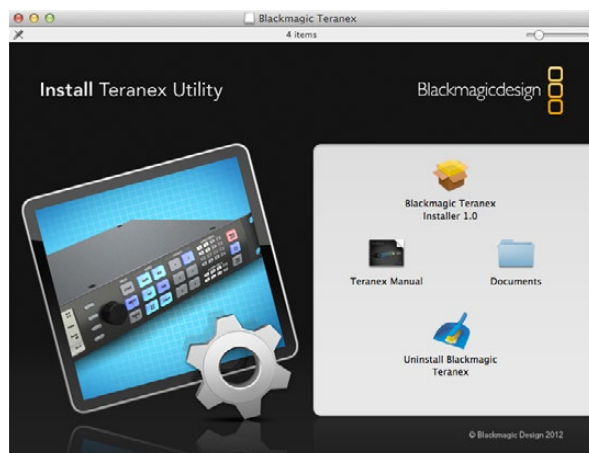 Blackmagic Teranex
4 items
Install Teranex Utility
Blackmagicdesign
Blackmagic Teranex
Installer 1.0
Teranex Manual
Documents
Uninstall Blackmagic
Teranex
© Blackmagic Design 2012